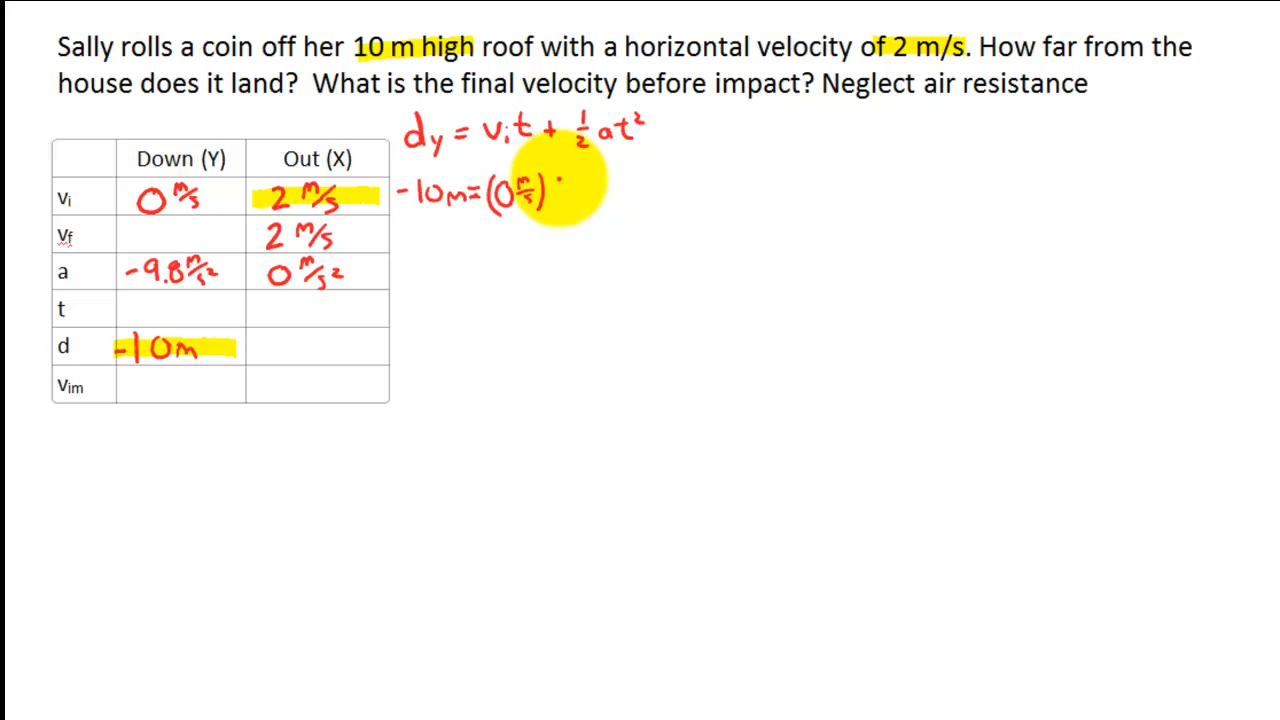 Sally rolls a coin off her 10 m high roof with a horizontal velocity of 2 m/s. How far from the
house does it land?  What is the final velocity before impact? Neglect air resistance
dy = vit + 1/2 at²
-10m=(0 m/s)
Down (Y) Out (X)
Vi 0 m/s 2 m/s
Vf 2 m/s
a -9.8 m/s² 0 m/s²
t
d -10m
Vim